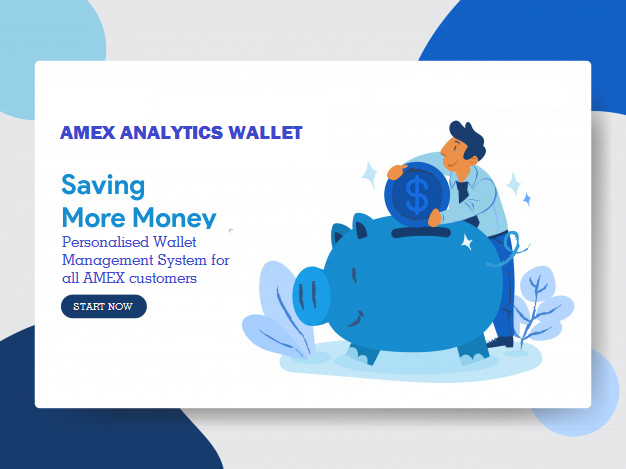 AMEX ANALYTICS WALLET
Saving
More Money
Personalised Wallet
Management System for
all AMEX customers
START NOW
$